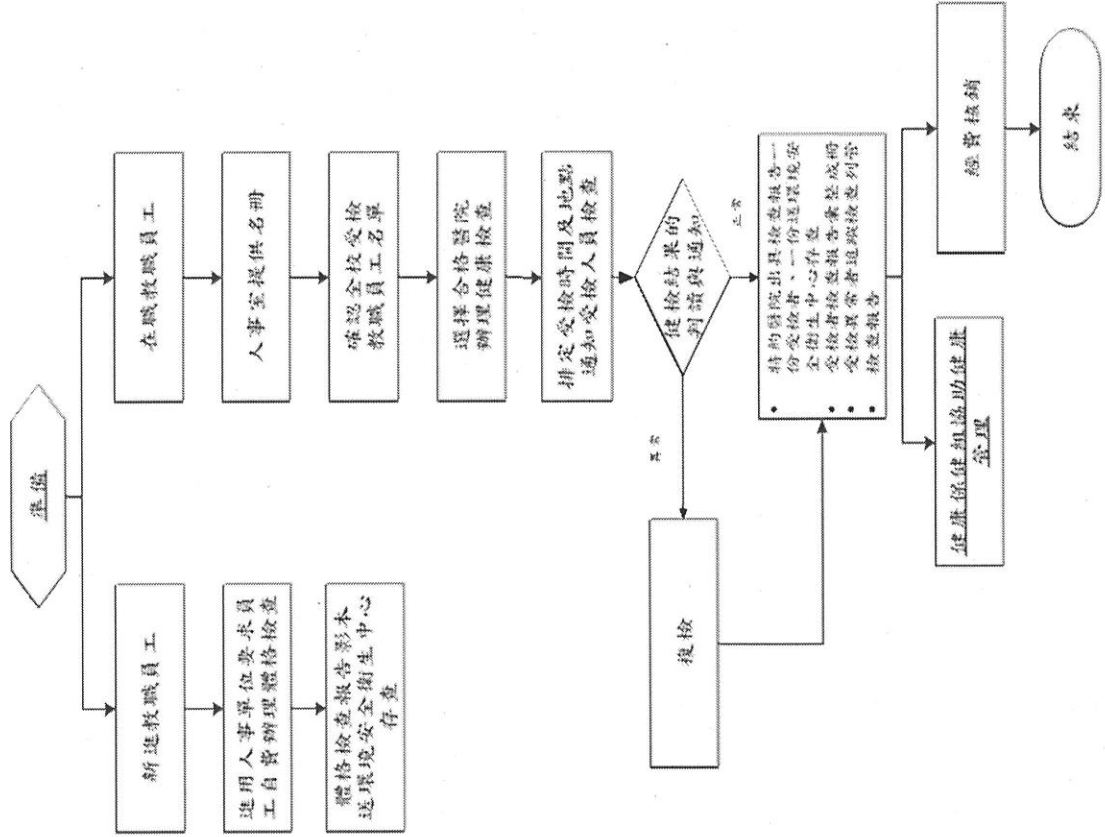 準備
新進教職員工
進用人事單位要求員
工自費辦理體格檢查
體格檢查報告影本
送環境安全衛生中心
存查
在職教職員工
人事室提供名冊
確認全校受檢
教職員工名單
選擇合格醫院
辦理健康檢查
排定受檢時間及地點
通知受檢人員檢查
健檢結果的
判讀與通知
異常
正常
複檢
• 特約醫院出具檢查報告一
份受檢者、一份送環境安
全衛生中心存查
• 受檢者檢查報告彙整成冊
• 受檢異常者追蹤檢查列管
• 檢查報告
健康保健組協助健康
管理
經費核銷
結束